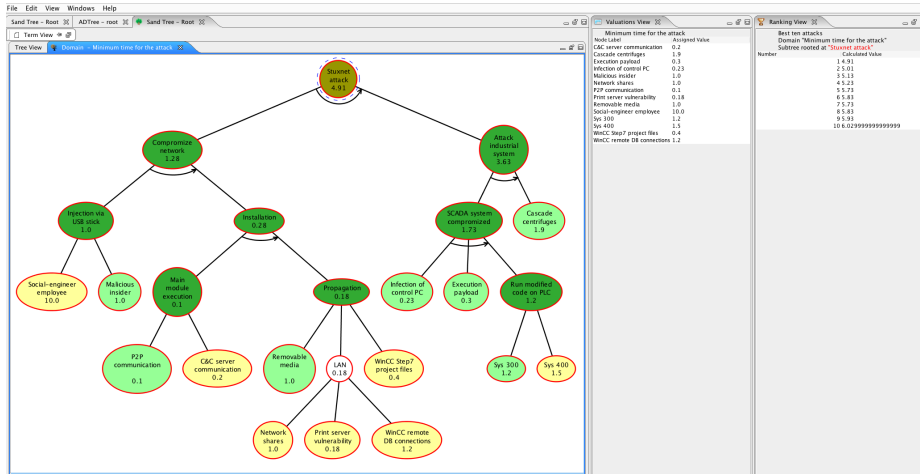 File Edit View Windows Help
Sand Tree - Root
ADTree - root
Sand Tree - Root
Term View
Tree View
Domain - Minimum time for the attack
Stuxnet
attack
4.91
Compromize
network
1.28
Attack
industrial
system
3.63
Injection via
USB stick
1.0
Installation
0.28
SCADA system
compromized
1.73
Cascade
centrifuges
1.9
Social-engineer
employee
10.0
Malicious
insider
1.0
Main
module
execution
0.1
Propagation
0.18
Infection of
control PC
0.23
Execution
payload
0.3
Run modified
code on PLC
1.2
P2P
communication
0.1
C&C server
communication
0.2
Removable
media
1.0
LAN
0.18
WinCC Step7
project files
0.4
Sys 300
1.2
Sys 400
1.5
Network
shares
1.0
Print server
vulnerability
0.18
WinCC remote
DB connections
1.2
Valuations View
Minimum time for the attack
Node Label Assigned Value
C&C server communication 0.2
Cascade centrifuges 1.9
Execution payload 0.3
Infection of control PC 0.23
Malicious insider 1.0
Network shares 1.0
P2P communication 0.1
Print server vulnerability 0.18
Removable media 1.0
Social-engineer employee 10.0
Sys 300 1.2
Sys 400 1.5
WinCC Step7 project files 0.4
WinCC remote DB connections 1.2
Ranking View
Best ten attacks
Domain "Minimum time for the attack"
Subtree rooted at "Stuxnet attack"
Number Calculated Value
1 4.91
2 5.01
3 5.13
4 5.23
5 5.73
6 5.83
7 5.73
8 5.83
9 5.93
10 6.029999999999999